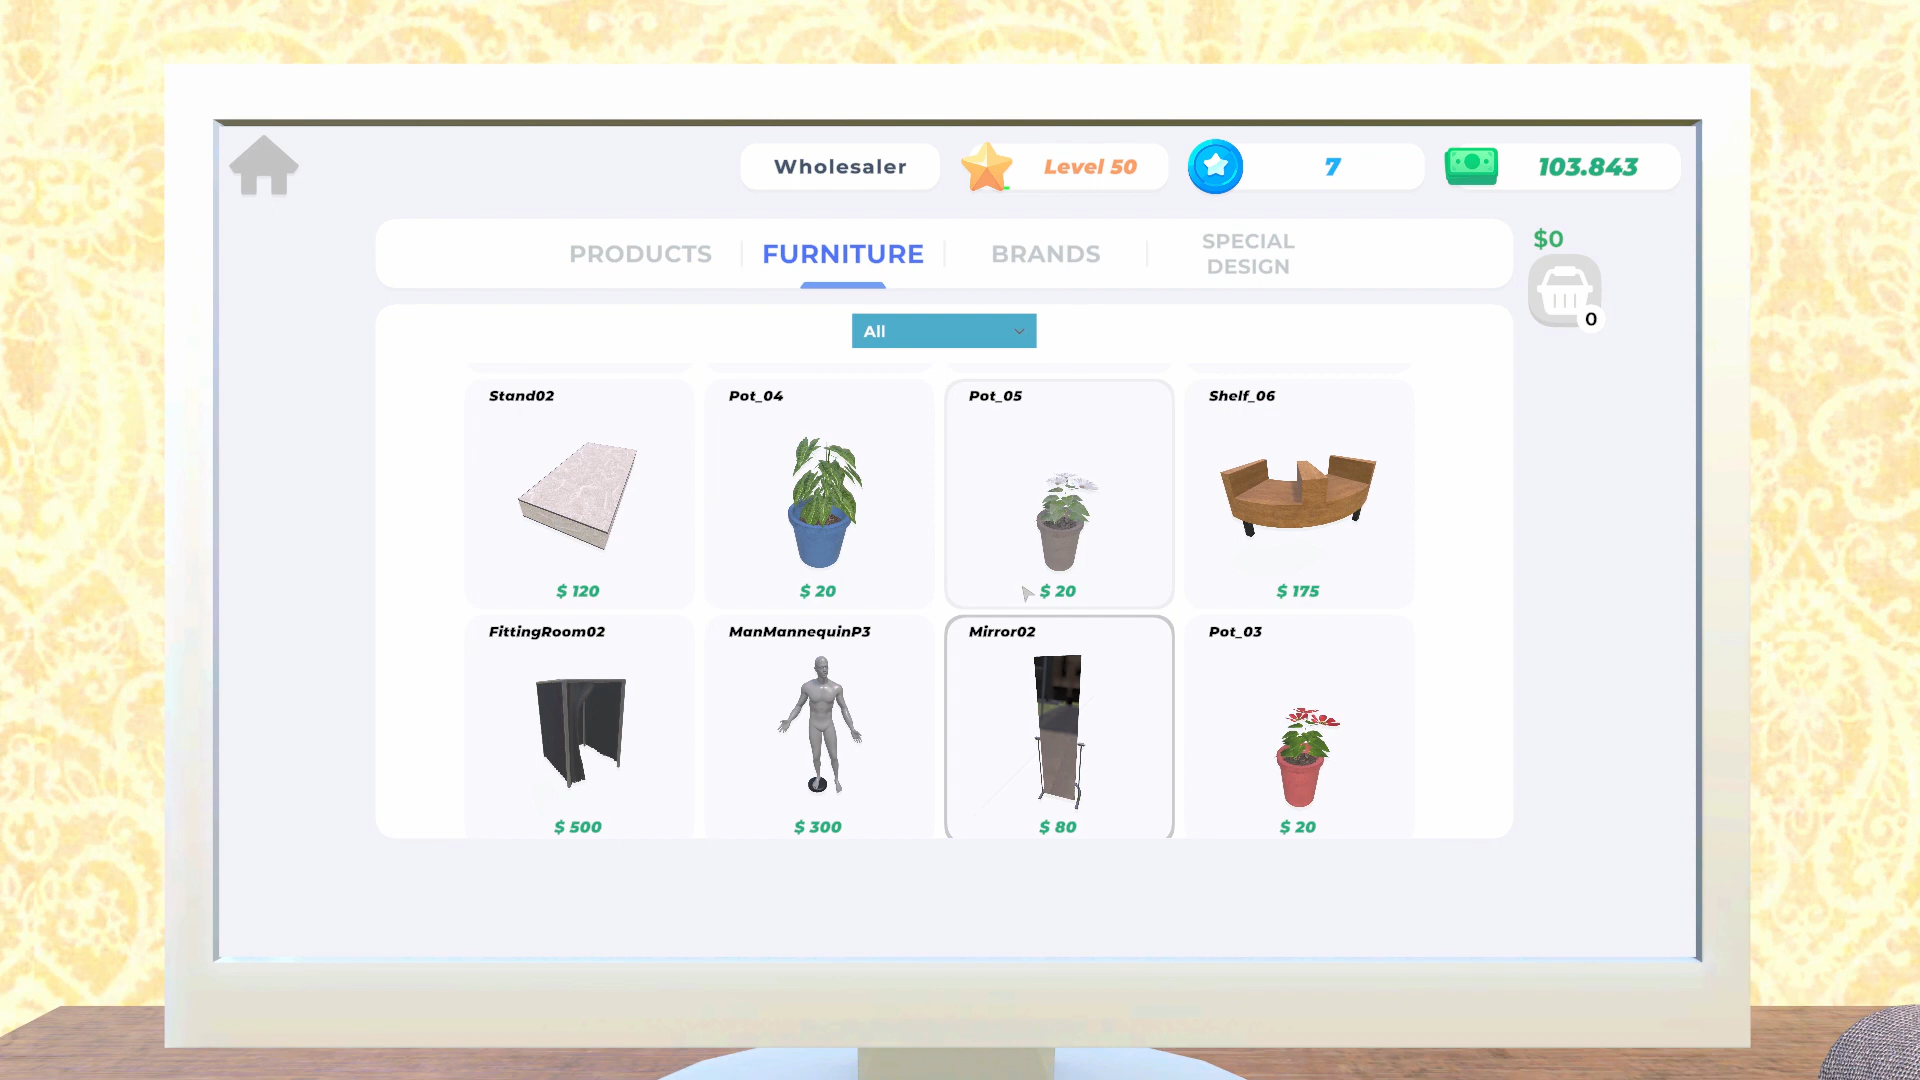 Wholesaler
Level 50
7
103.843
PRODUCTS
FURNITURE
BRANDS
SPECIAL
DESIGN
$0
0
All
Stand02
Pot_04
Pot_05
Shelf_06
$ 120
$ 20
$ 20
$ 175
FittingRoom02
ManMannequinP3
Mirror02
Pot_03
$ 500
$ 300
$ 80
$ 20